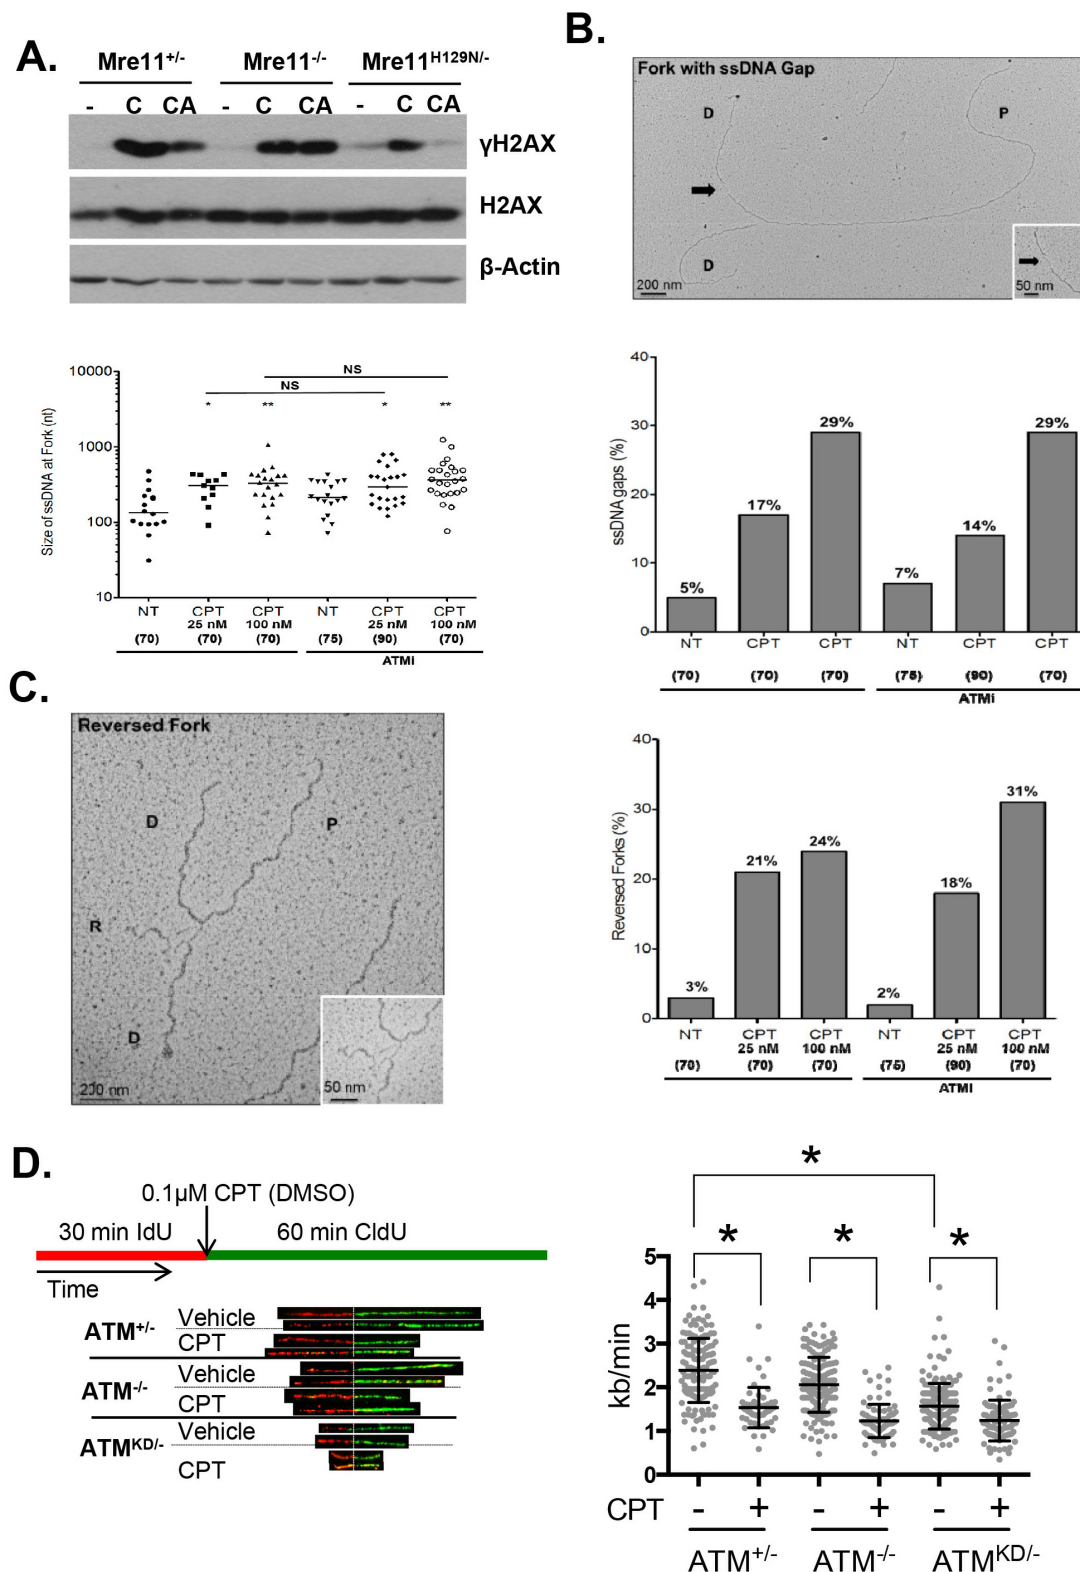 A.
Mre11+/- Mre11-/- Mre11H129N/-
- C CA - C CA - C CA
γH2AX
H2AX
β-Actin
B.
Fork with ssDNA Gap
D
P
D
200 nm
50 nm
Size of ssDNA at Fork (nt)
10000
1000
100
10
NS
NS
* ** * **
NT CPT CPT NT CPT CPT
25 nM 100 nM 25 nM 100 nM
(70) (70) (70) (75) (90) (70)
ATMi
ssDNA gaps (%)
40
30
20
10
0
5% 17% 29% 7% 14% 29%
NT CPT CPT NT CPT CPT
(70) (70) (70) (75) (90) (70)
ATMi
C.
Reversed Fork
D
P
R
D
200 nm
50 nm
Reversed Forks (%)
40
30
20
10
0
3% 21% 24% 2% 18% 31%
NT CPT CPT NT CPT CPT
25 nM 100 nM 25 nM 100 nM
(70) (70) (70) (75) (90) (70)
ATMi
D.
0.1µM CPT (DMSO)
30 min IdU 60 min CldU
Time
ATM+/- Vehicle
CPT
ATM-/- Vehicle
CPT
ATMKD/- Vehicle
CPT
*
* * *
kb/min
5
4
3
2
1
0
CPT - + - + - +
ATM+/- ATM-/- ATMKD/-